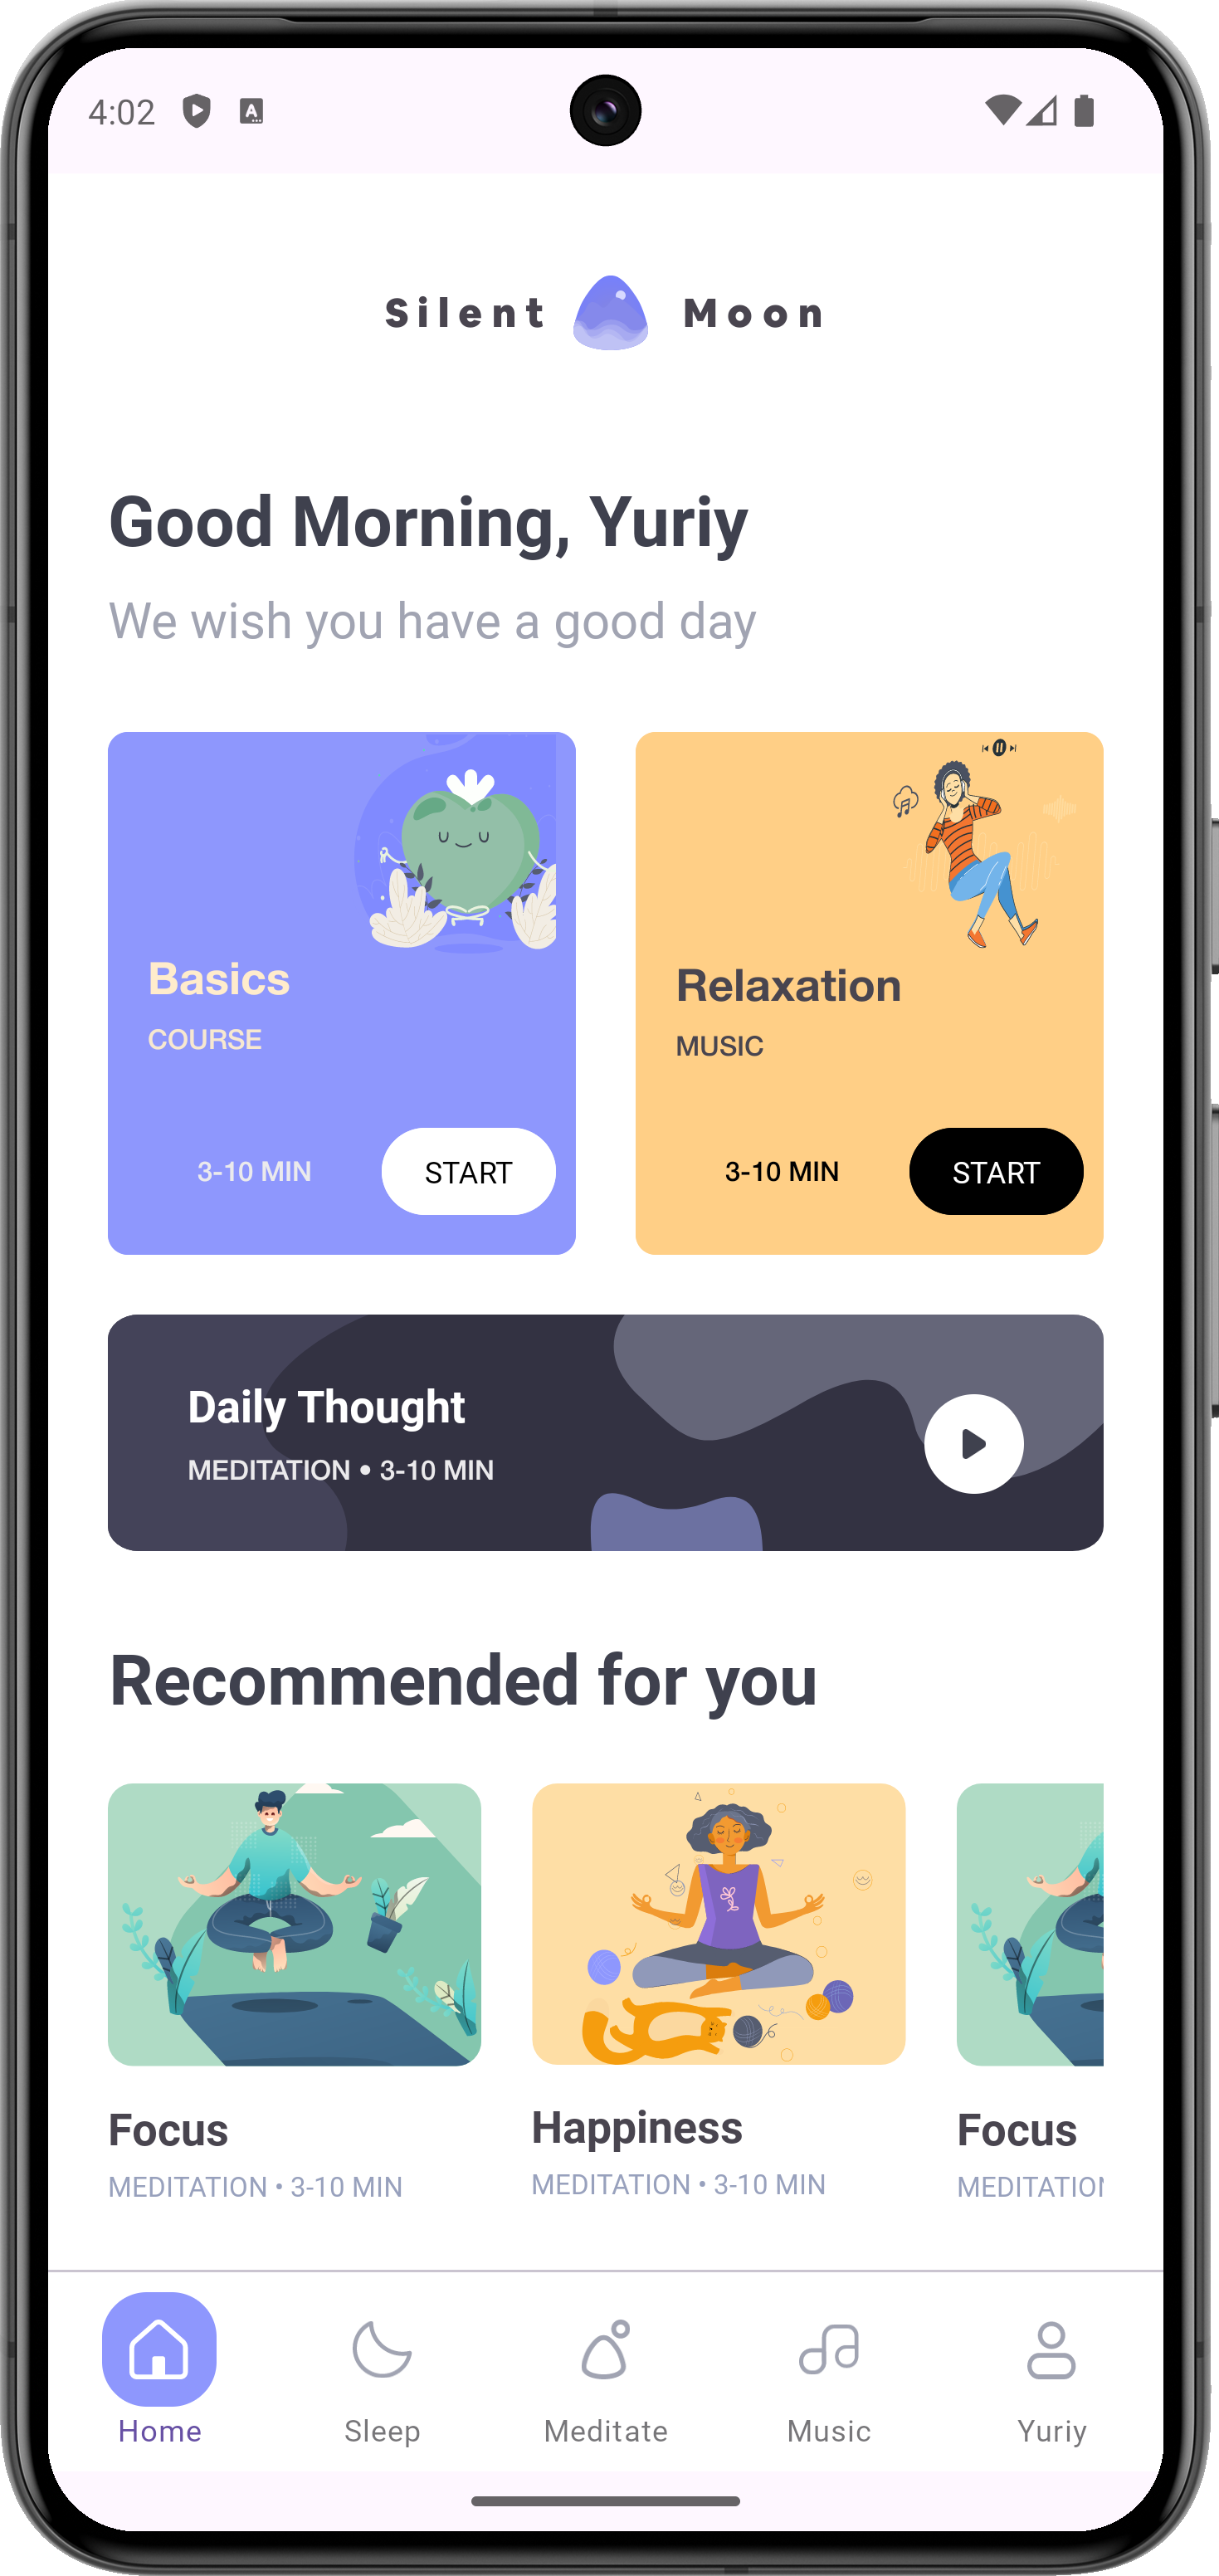 4:02
Silent Moon
Good Morning, Yuriy
We wish you have a good day
Basics
COURSE
3-10 MIN
START
Relaxation
MUSIC
3-10 MIN
START
Daily Thought
MEDITATION • 3-10 MIN
Recommended for you
Focus
MEDITATION • 3-10 MIN
Happiness
MEDITATION • 3-10 MIN
Focus
Home
Sleep
Meditate
Music
Yuriy